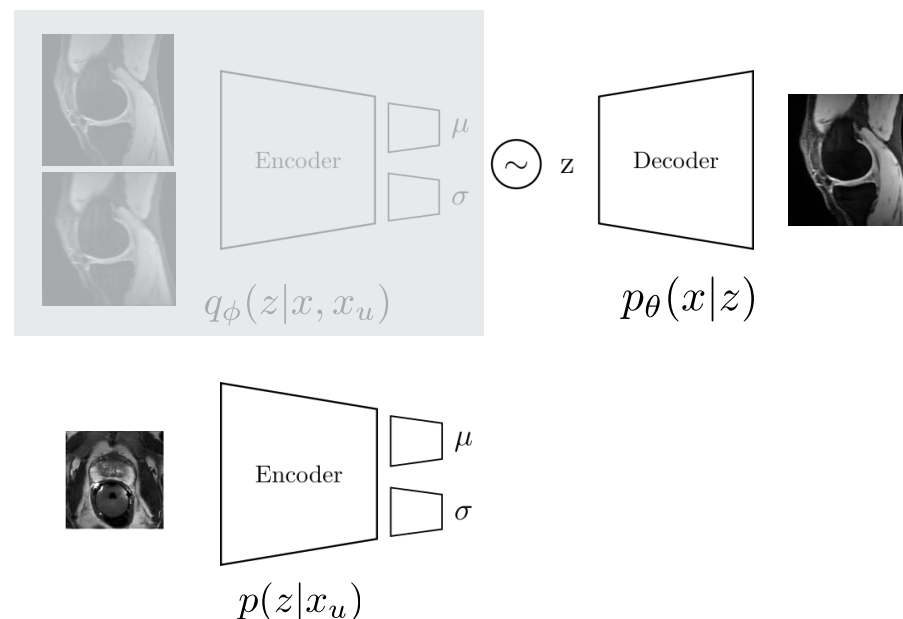 Encoder
μ
σ
q_ϕ(z|x, x_u)
~ z
Decoder
p_θ(x|z)
Encoder
μ
σ
p(z|x_u)